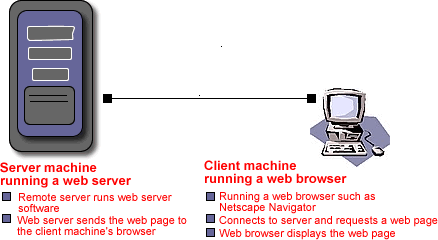 Server machine
running a web server
Remote server runs web server
software
Web server sends the web page to
the client machine's browser
Client machine
running a web browser
Running a web browser such as
Netscape Navigator
Connects to server and requests a web page
Web browser displays the web page